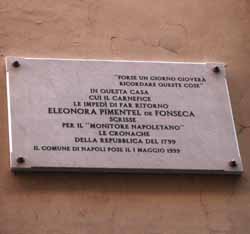 "FORSE UN GIORNO GIOVERÀ
RICORDARE QUESTE COSE"
IN QUESTA CASA
CUI IL CARNEFICE
LE IMPEDÌ DI FAR RITORNO
ELEONORA PIMENTEL DE FONSECA
SCRISSE
PER IL "MONITORE NAPOLETANO"
LE CRONACHE
DELLA REPUBBLICA DEL 1799
IL COMUNE DI NAPOLI POSE IL 1 MAGGIO 1999